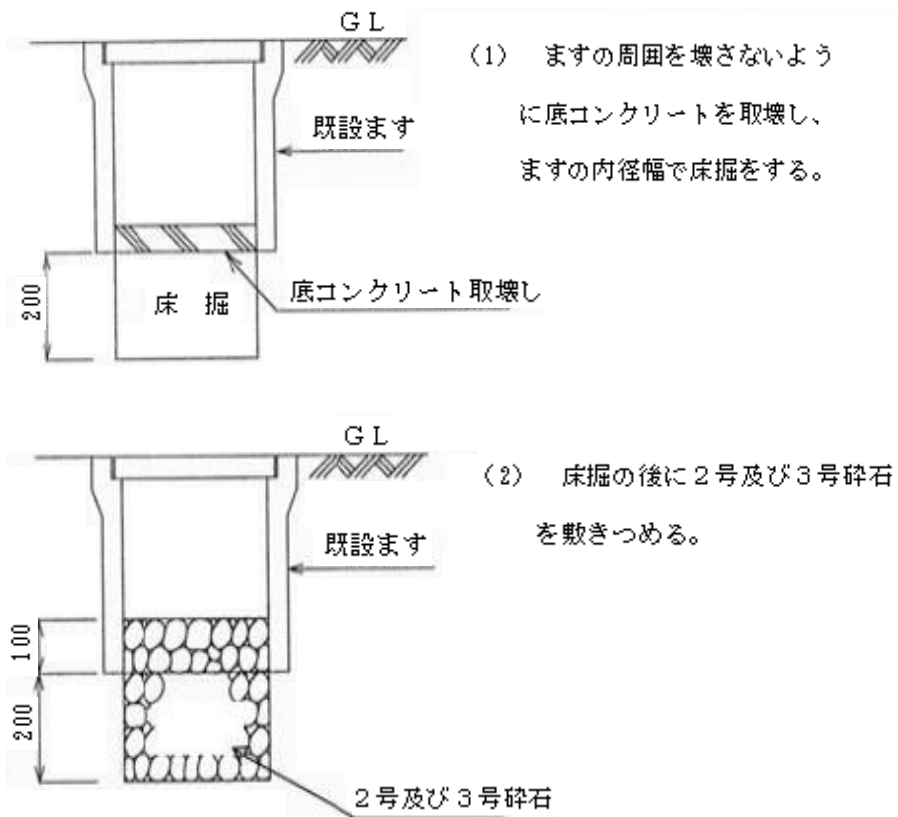 GL
(1) ますの周囲を壊さないよう
に底コンクリートを取壊し、
ますの内径幅で床掘をする。
既設ます
200
床 掘
底コンクリート取壊し
GL
(2) 床掘の後に2号及び3号砕石
を敷きつめる。
既設ます
100
200
2号及び3号砕石